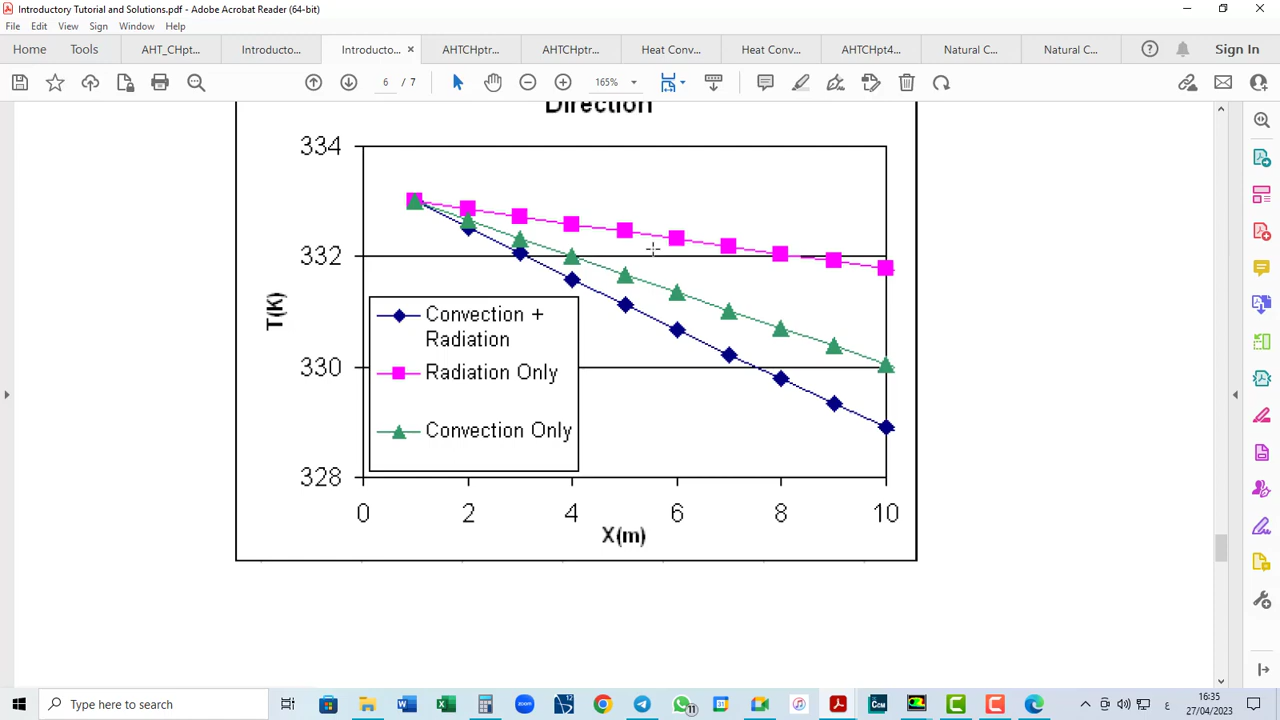 Introductory Tutorial and Solutions.pdf - Adobe Acrobat Reader (64-bit)
File Edit View Sign Window Help
Home Tools AHT_CHpt... Introducto... Introducto... × AHTCHptr... AHTCHptr... Heat Conv... Heat Conv... AHTCHpt4... Natural C... Natural C... Sign In
6 / 7 165%
Direction
334
332
330
328
T(K)
Convection +
Radiation
Radiation Only
Convection Only
0 2 4 6 8 10
X(m)
Type here to search
11
ع
16:35
27/04/2023